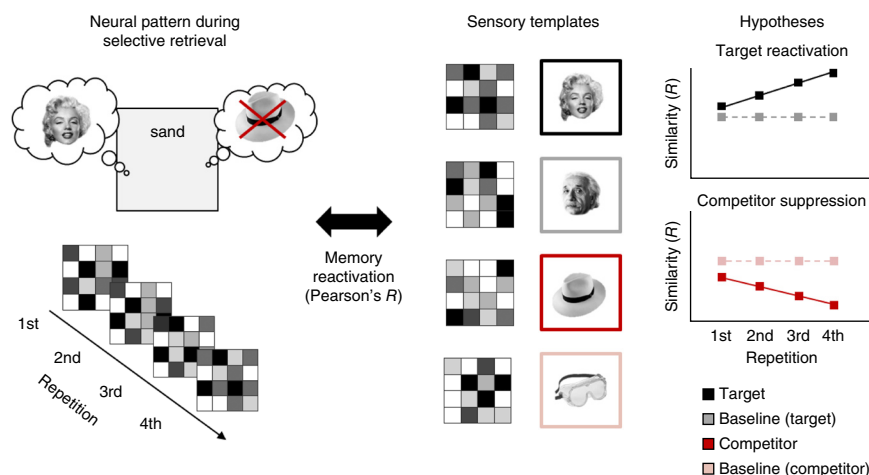 Neural pattern during
selective retrieval
sand
1st
2nd
3rd
4th
Repetition
Memory
reactivation
(Pearson's R)
Sensory templates
Hypotheses
Target reactivation
Similarity (R)
Competitor suppression
Similarity (R)
1st 2nd 3rd 4th
Repetition
Target
Baseline (target)
Competitor
Baseline (competitor)